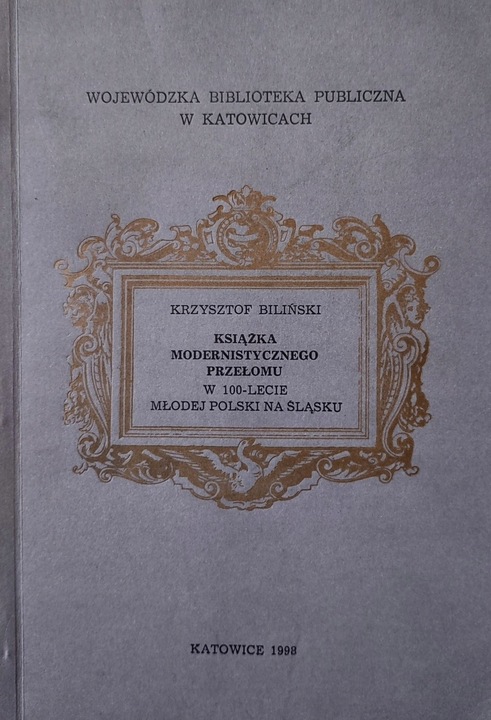 WOJEWÓDZKA BIBLIOTEKA PUBLICZNA
W KATOWICACH
KRZYSZTOF BILIŃSKI
KSIĄŻKA
MODERNISTYCZNEGO
PRZEŁOMU
W 100-LECIE
MŁODEJ POLSKI NA ŚLĄSKU
KATOWICE 1998